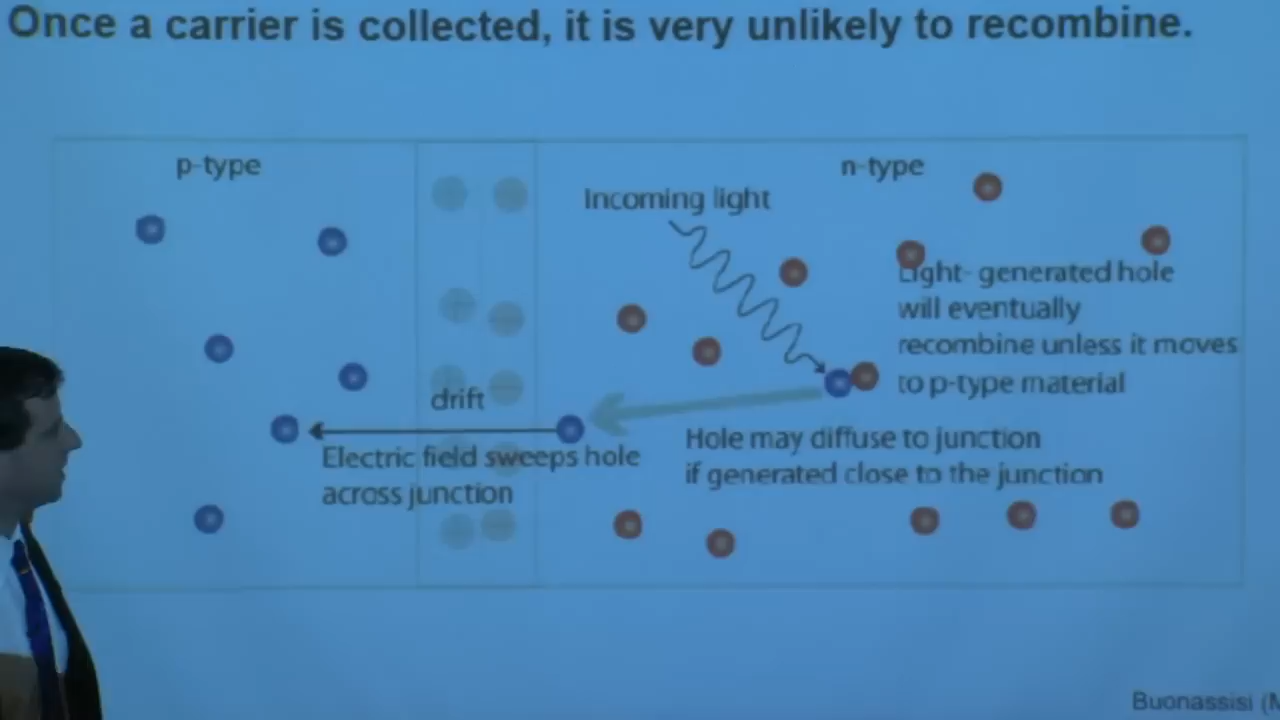 Once a carrier is collected, it is very unlikely to recombine.
p-type
n-type
Incoming light
Light- generated hole
will eventually
recombine unless it moves
to p-type material
drift
Electric field sweeps hole
across junction
Hole may diffuse to junction
if generated close to the junction
Buonassisi (M